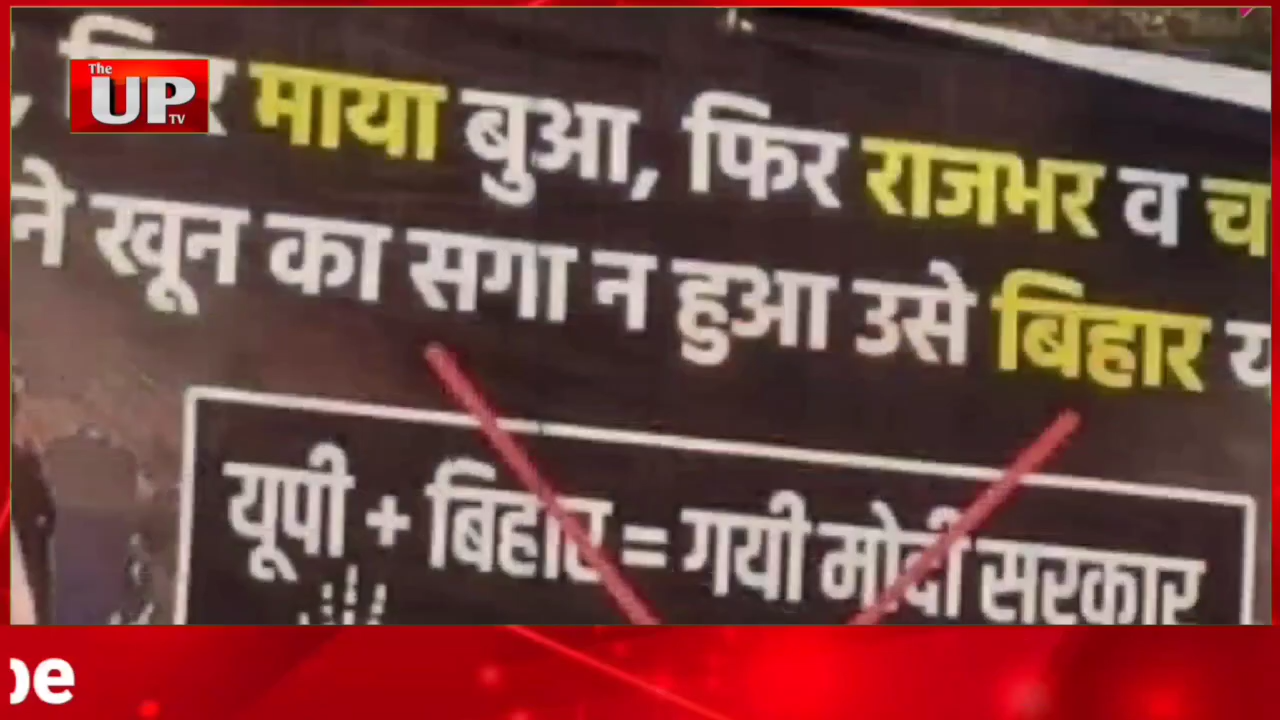 The
UP
TV
माया बुआ, फिर राजभर व
ने खून का सगा न हुआ उसे बिहार
यूपी + बिहार = गयी मोदी सरकार